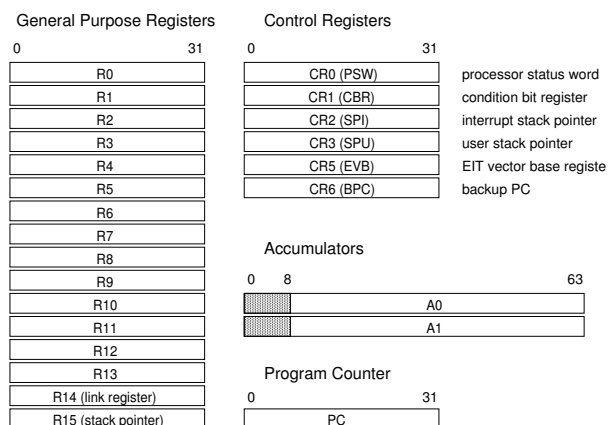 General Purpose Registers
0 31
R0
R1
R2
R3
R4
R5
R6
R7
R8
R9
R10
R11
R12
R13
R14 (link register)
R15 (stack pointer)
Control Registers
0 31
CR0 (PSW) processor status word
CR1 (CBR) condition bit register
CR2 (SPI) interrupt stack pointer
CR3 (SPU) user stack pointer
CR5 (EVB) EIT vector base registe
CR6 (BPC) backup PC
Accumulators
0 8 63
A0
A1
Program Counter
0 31
PC